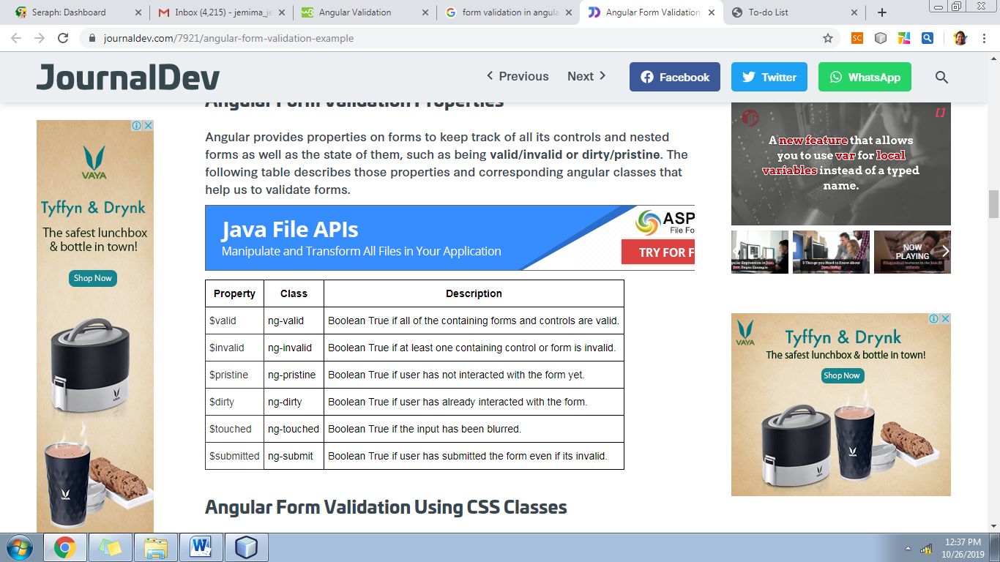 Seraph: Dashboard
Inbox (4,215) - jemima_je
Angular Validation
form validation in angula
Angular Form Validation
To-do List
journaldev.com/7921/angular-form-validation-example
SC
JournalDev
Previous
Next
Facebook
Twitter
WhatsApp
Angular Form Validation Properties
Angular provides properties on forms to keep track of all its controls and nested
forms as well as the state of them, such as being valid/invalid or dirty/pristine. The
following table describes those properties and corresponding angular classes that
help us to validate forms.
Java File APIs
Manipulate and Transform All Files in Your Application
ASP
File Fo
TRY FOR F
Property Class Description
$valid ng-valid Boolean True if all of the containing forms and controls are valid.
$invalid ng-invalid Boolean True if at least one containing control or form is invalid.
$pristine ng-pristine Boolean True if user has not interacted with the form yet.
$dirty ng-dirty Boolean True if user has already interacted with the form.
$touched ng-touched Boolean True if the input has been blurred.
$submitted ng-submit Boolean True if user has submitted the form even if its invalid.
Angular Form Validation Using CSS Classes
VAYA
Tyffyn & Drynk
The safest lunchbox
& bottle in town!
Shop Now
A new feature that allows
you to use var for local
variables instead of a typed
name.
5 Things you Need to Know About
NOW
PLAYING
VAYA
Tyffyn & Drynk
The safest lunchbox & bottle in town!
Shop Now
12:37 PM
10/26/2019